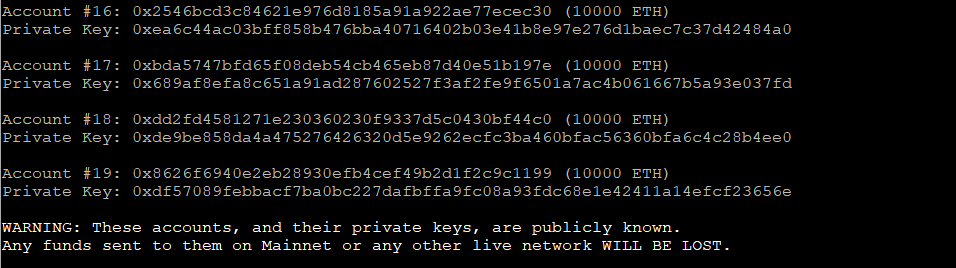 Account #16: 0x2546bcd3c84621e976d8185a91a922ae77ecec30 (10000 ETH)
Private Key: 0xea6c44ac03bff858b476bba40716402b03e41b8e97e276d1baec7c37d42484a0
Account #17: 0xbda5747bfd65f08deb54cb465eb87d40e51b197e (10000 ETH)
Private Key: 0x689af8efa8c651a91ad287602527f3af2fe9f6501a7ac4b061667b5a93e037fd
Account #18: 0xdd2fd4581271e230360230f9337d5c0430bf44c0 (10000 ETH)
Private Key: 0xde9be858da4a475276426320d5e9262ecfc3ba460bfac56360bfa6c4c28b4ee0
Account #19: 0x8626f6940e2eb28930efb4cef49b2d1f2c9c1199 (10000 ETH)
Private Key: 0xdf57089febbacf7ba0bc227dafbffa9fc08a93fdc68e1e42411a14efcf23656e
WARNING: These accounts, and their private keys, are publicly known.
Any funds sent to them on Mainnet or any other live network WILL BE LOST.